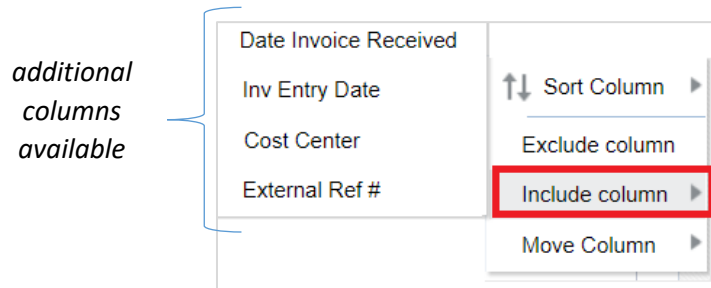 additional
columns
available
Date Invoice Received
Inv Entry Date
Cost Center
External Ref #
Sort Column
Exclude column
Include column
Move Column